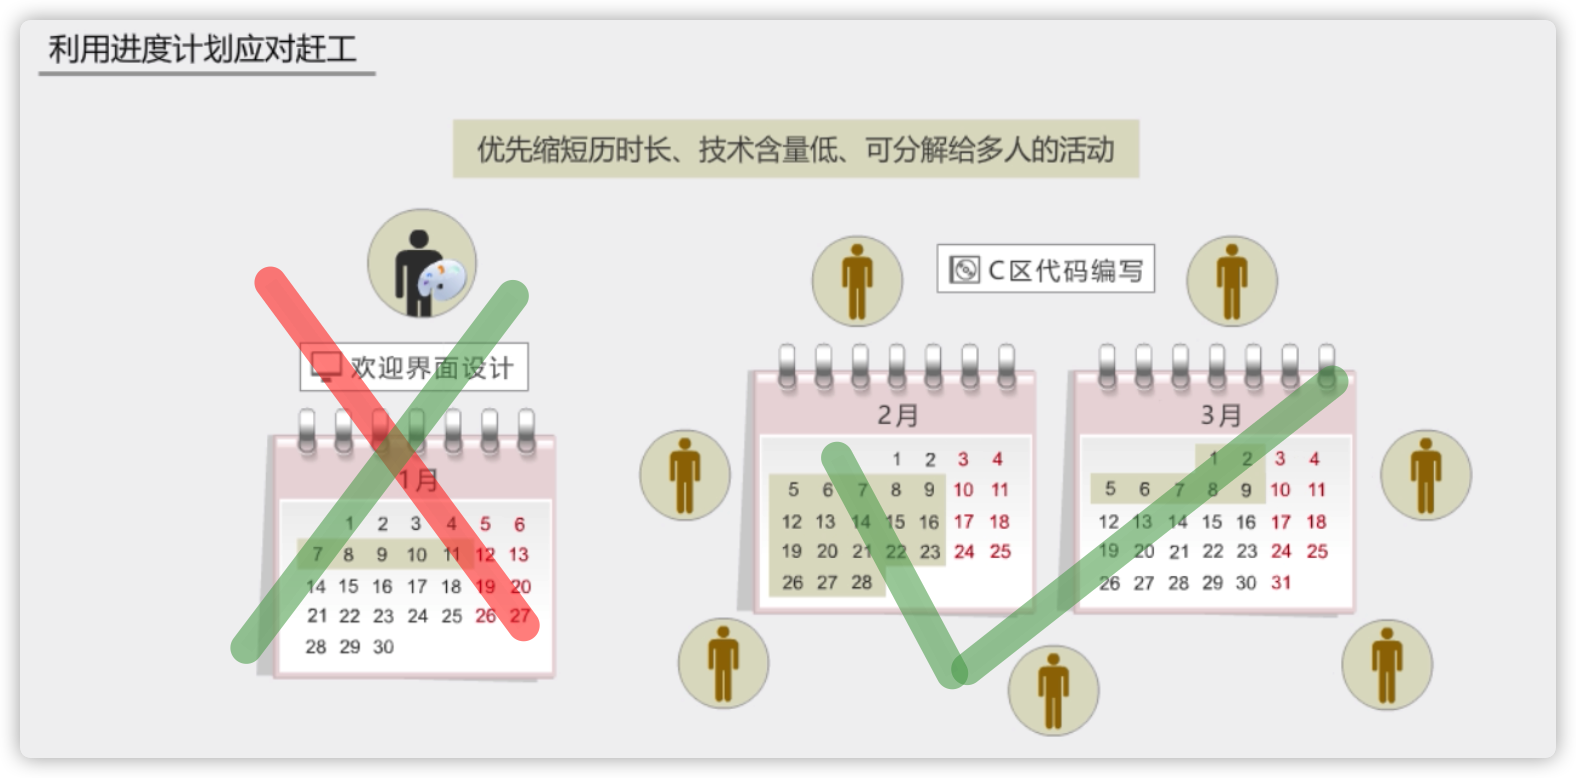 利用进度计划应对赶工
优先缩短历时长、技术含量低、可分解给多人的活动
欢迎界面设计
1月
1 2 3 4 5 6
7 8 9 10 11 12 13
14 15 16 17 18 19 20
21 22 23 24 25 26 27
28 29 30
C区代码编写
2月
1 2 3 4
5 6 7 8 9 10 11
12 13 14 15 16 17 18
19 20 21 22 23 24 25
26 27 28
3月
1 2 3 4
5 6 7 8 9 10 11
12 13 14 15 16 17 18
19 20 21 22 23 24 25
26 27 28 29 30 31